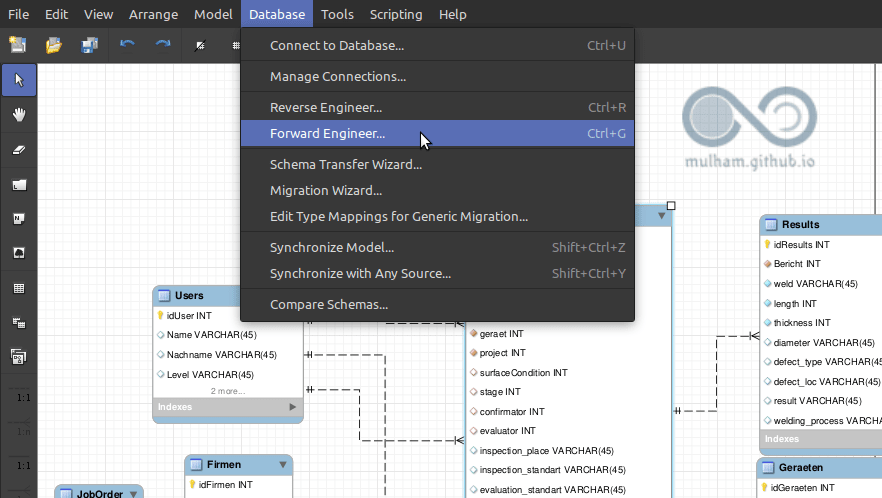 File Edit View Arrange Model Database Tools Scripting Help
Connect to Database... Ctrl+U
Manage Connections...
Reverse Engineer... Ctrl+R
Forward Engineer... Ctrl+G
Schema Transfer Wizard...
Migration Wizard...
Edit Type Mappings for Generic Migration...
Synchronize Model... Shift+Ctrl+Z
Synchronize with Any Source... Shift+Ctrl+Y
Compare Schemas...
mulham.github.io
Users
idUser INT
Name VARCHAR(45)
Nachname VARCHAR(45)
Level VARCHAR(45)
2 more...
Indexes
geraet INT
project INT
surfaceCondition INT
stage INT
confirmator INT
evaluator INT
inspection_place VARCHAR(45)
inspection_standart VARCHAR(45)
evaluation_standart VARCHAR(45)
Results
idResults INT
Bericht INT
weld VARCHAR(45)
length INT
thickness INT
diameter VARCHAR(45)
defect_type VARCHAR(45)
defect_loc VARCHAR(45)
result VARCHAR(45)
welding_process VARCHAR(
Indexes
Geraeten
idGeraeten INT
Firmen
idFirmen INT
JobOrder
1:1
1:n
1:1